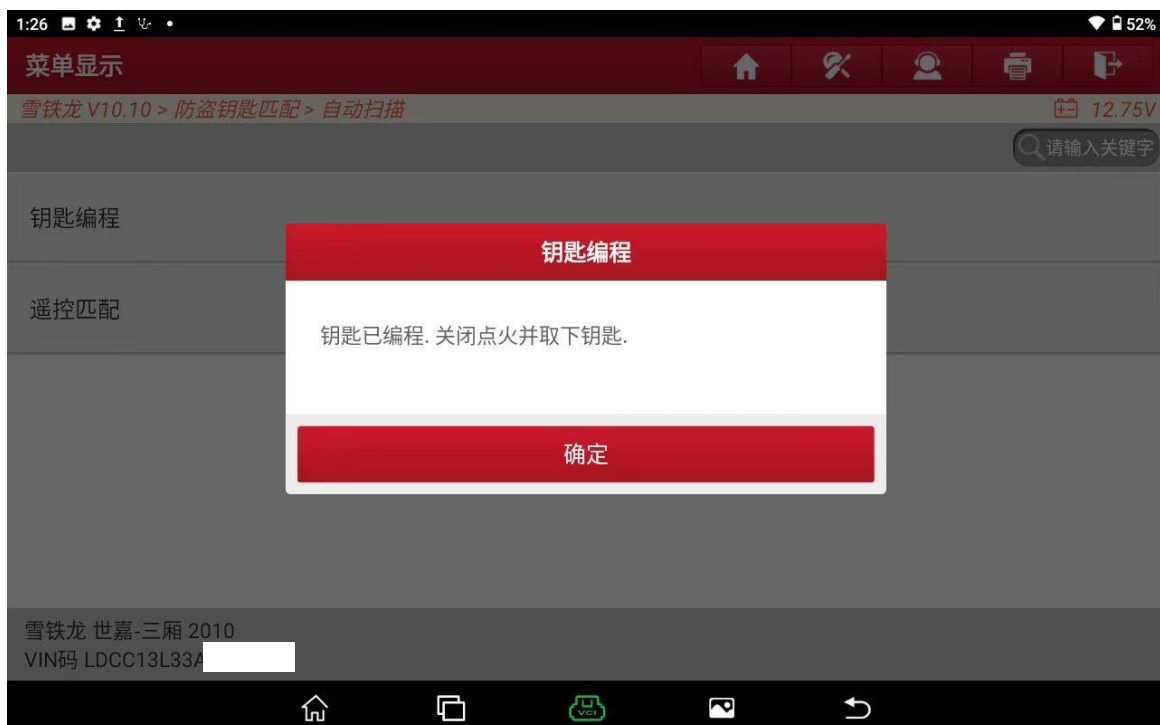 1:26
52%
菜单显示
雪铁龙 V10.10 > 防盗钥匙匹配 > 自动扫描
12.75V
请输入关键字
钥匙编程
钥匙编程
遥控匹配
钥匙已编程. 关闭点火并取下钥匙.
确定
雪铁龙 世嘉-三厢 2010
VIN码 LDCC13L33A
VCI